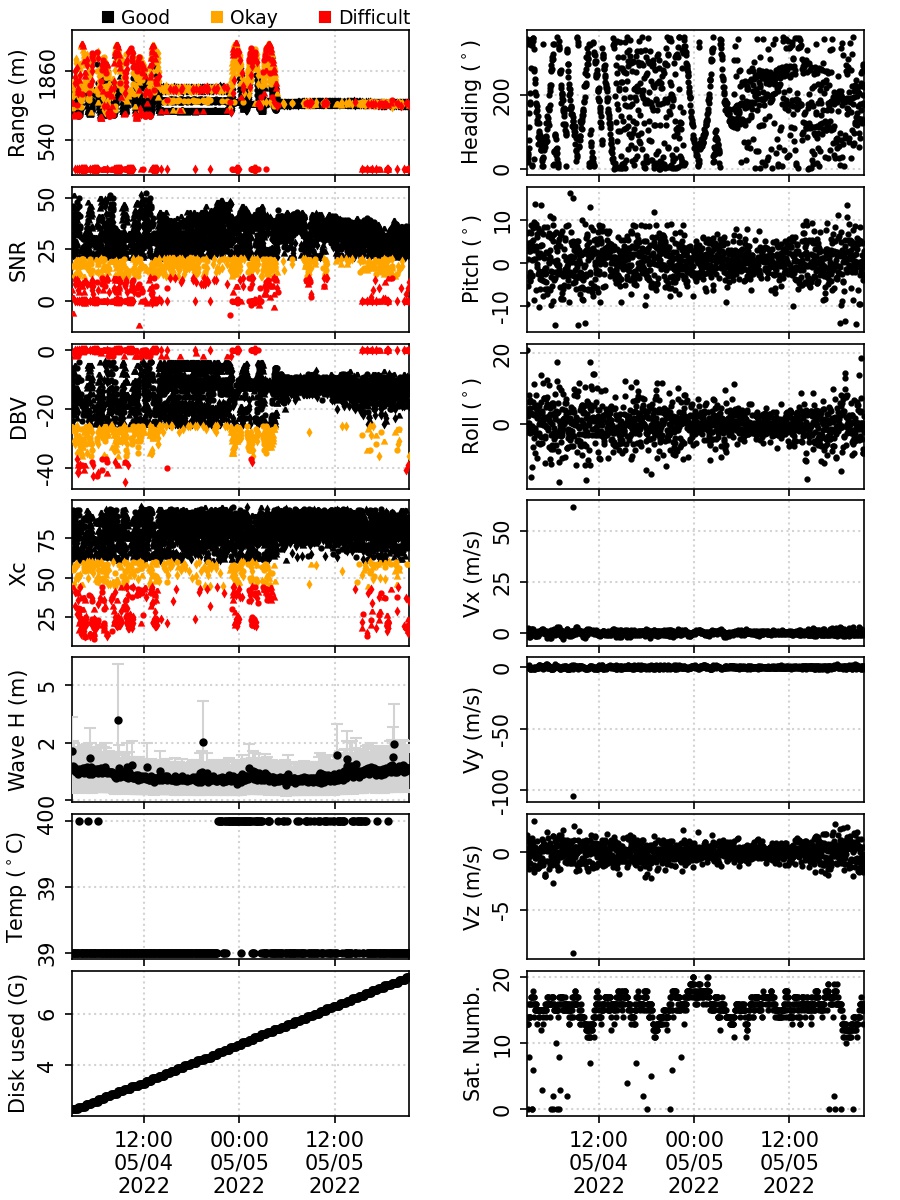 Good Okay Difficult
Range (m)
1860
540
Heading (°)
200
0
SNR
50
25
0
Pitch (°)
10
0
-10
DBV
0
-20
-40
Roll (°)
20
0
Xc
75
50
25
Vx (m/s)
50
25
0
Wave H (m)
5
2
0
Vy (m/s)
0
-50
-100
Temp (°C)
40
39
39
Vz (m/s)
0
-5
Disk used (G)
6
4
Sat. Numb.
20
10
0
12:00 00:00 12:00
05/04 05/05 05/05
2022 2022 2022
12:00 00:00 12:00
05/04 05/05 05/05
2022 2022 2022